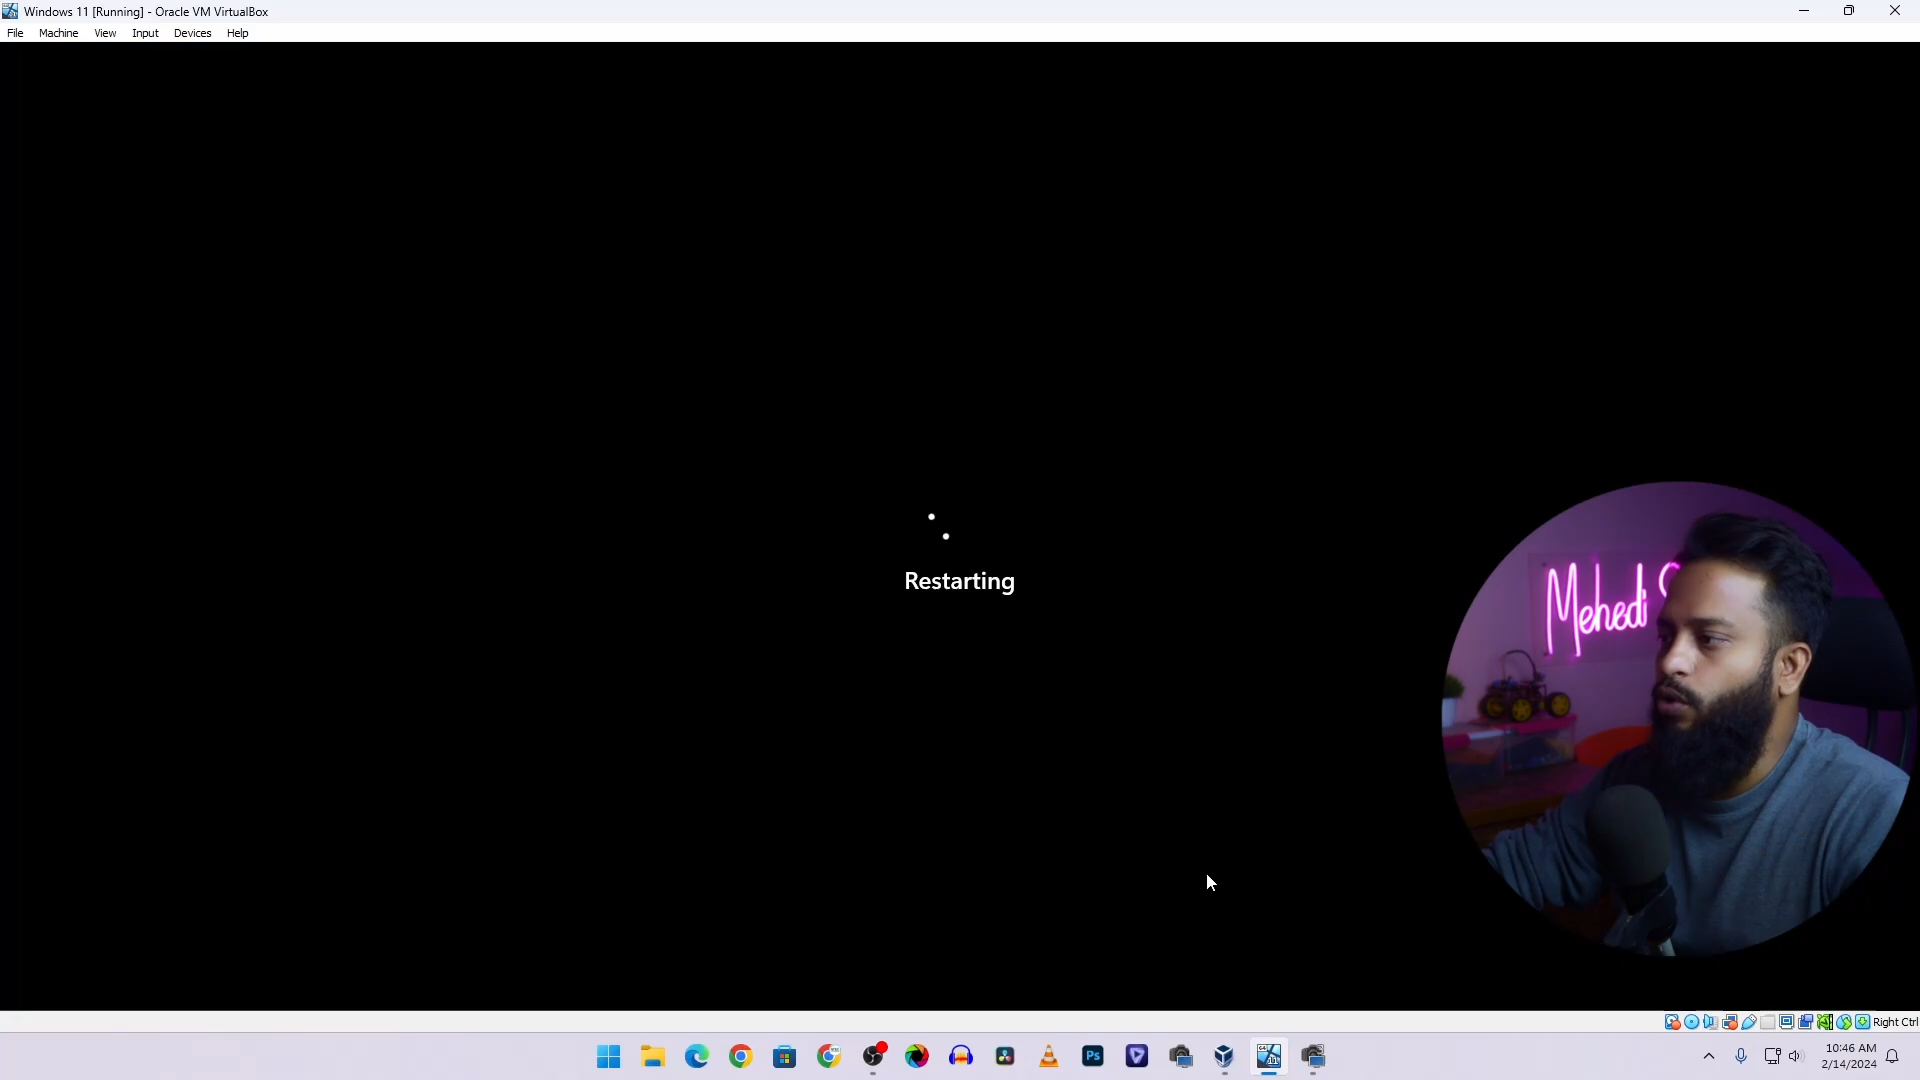 Windows 11 [Running] - Oracle VM VirtualBox
File Machine View Input Devices Help
Restarting
Mehedi
Right Ctrl
Ps
10:46 AM
2/14/2024